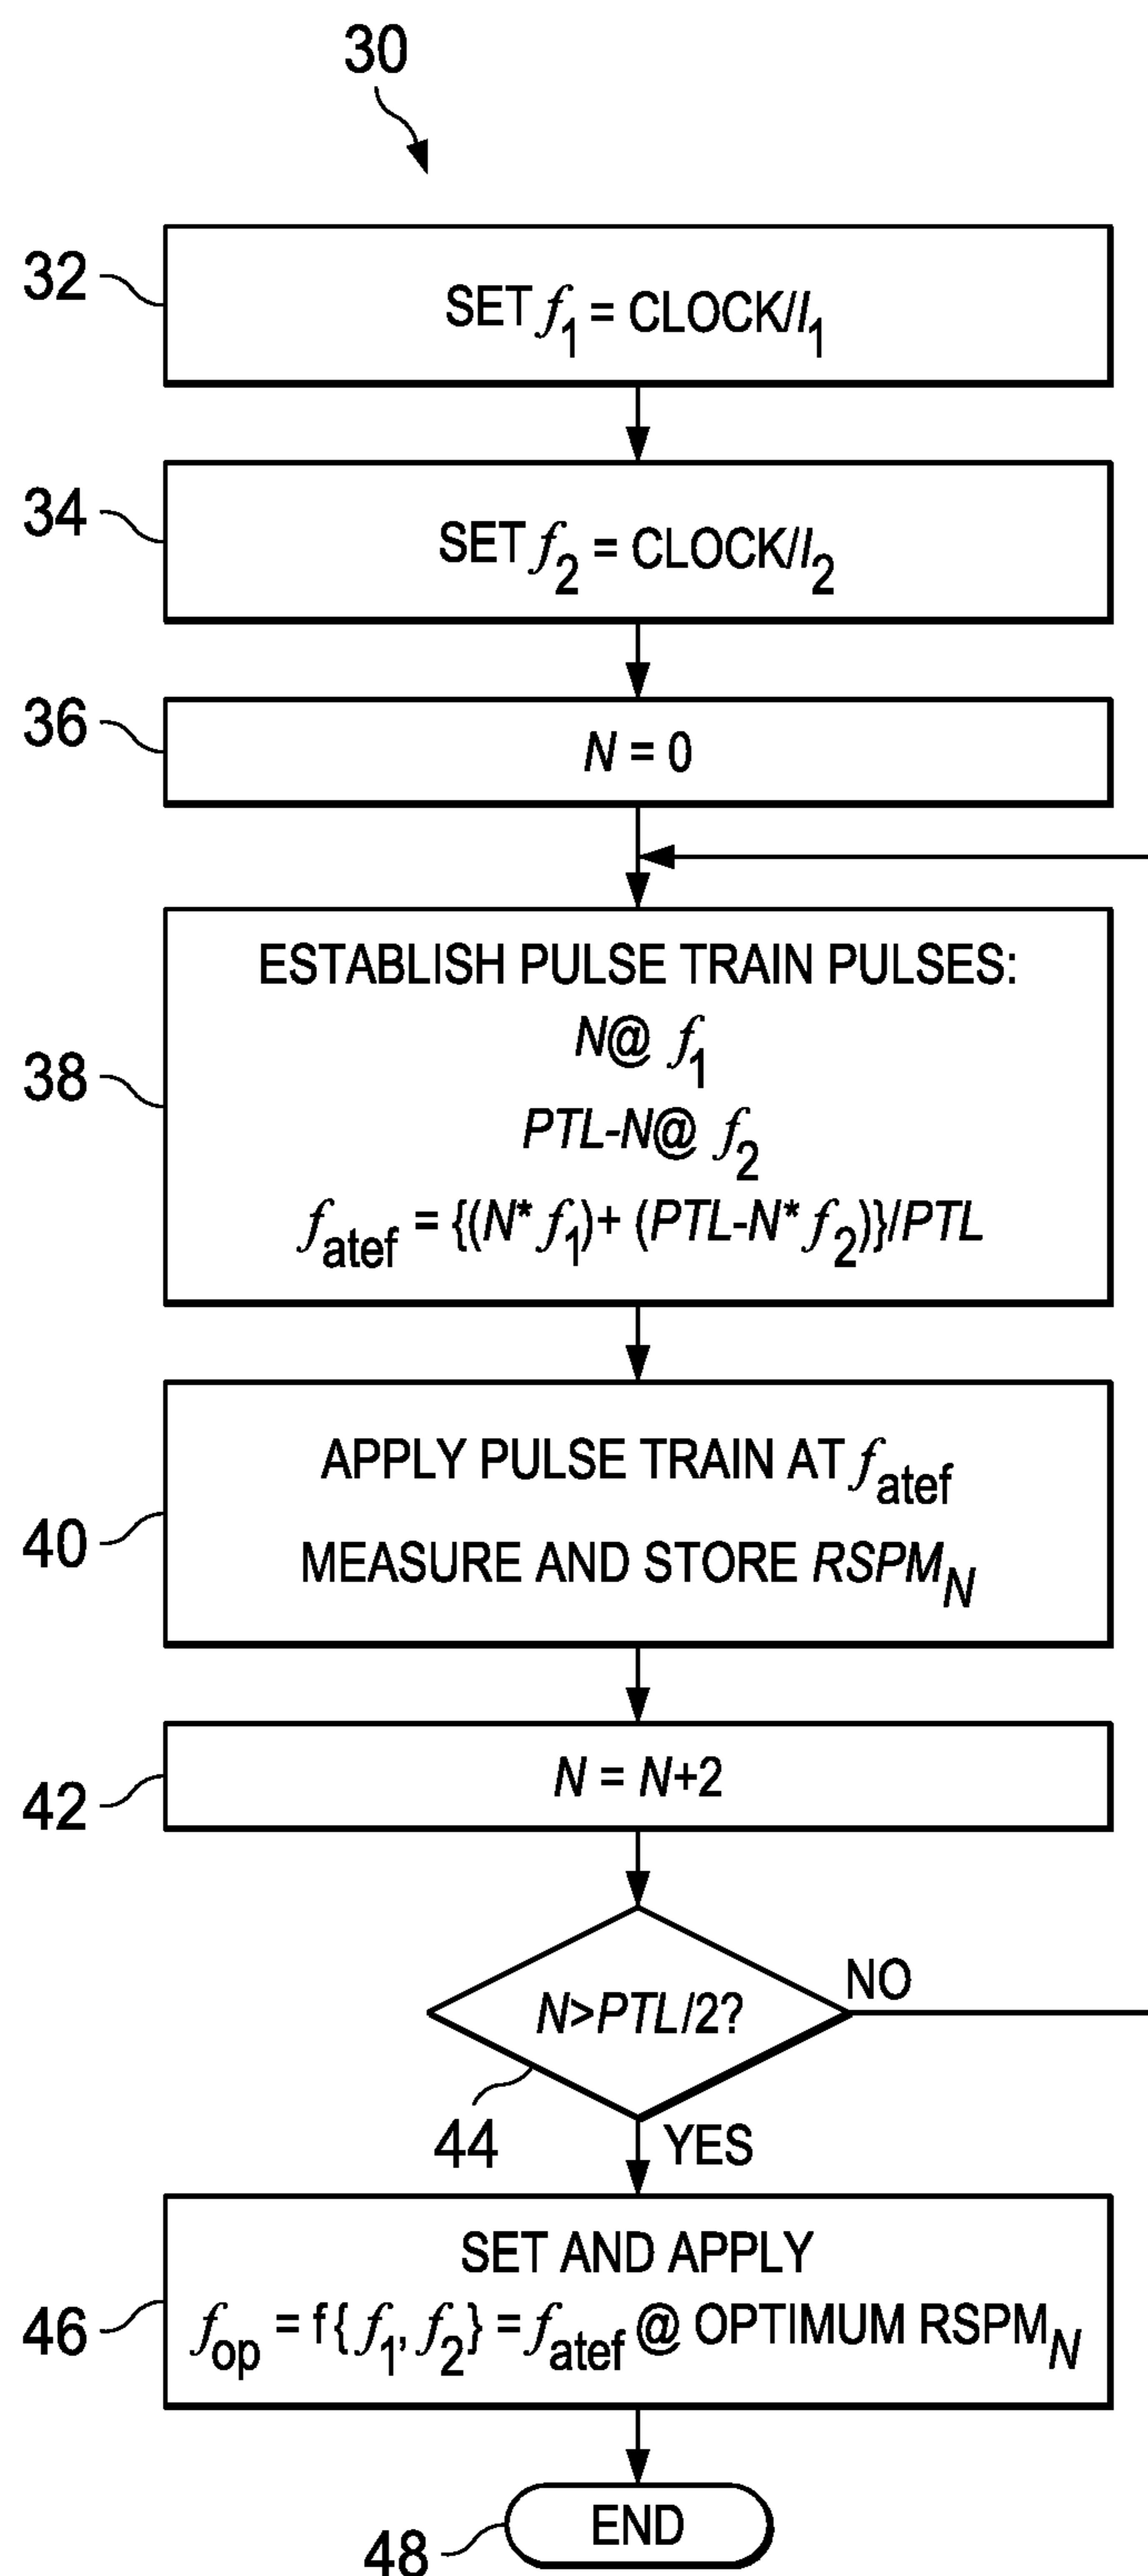 30
32
SET f1 = CLOCK//I1
34
SET f2 = CLOCK//I2
36
N = 0
38
ESTABLISH PULSE TRAIN PULSES:
N@ f1
PTL-N@ f2
fatef = {(N* f1)+ (PTL-N* f2)}/PTL
40
APPLY PULSE TRAIN AT fatef
MEASURE AND STORE RSPMN
42
N = N+2
44
N>PTL/2?
NO
YES
46
SET AND APPLY
fop = f{f1, f2} = fatef @ OPTIMUM RSPMN
48
END